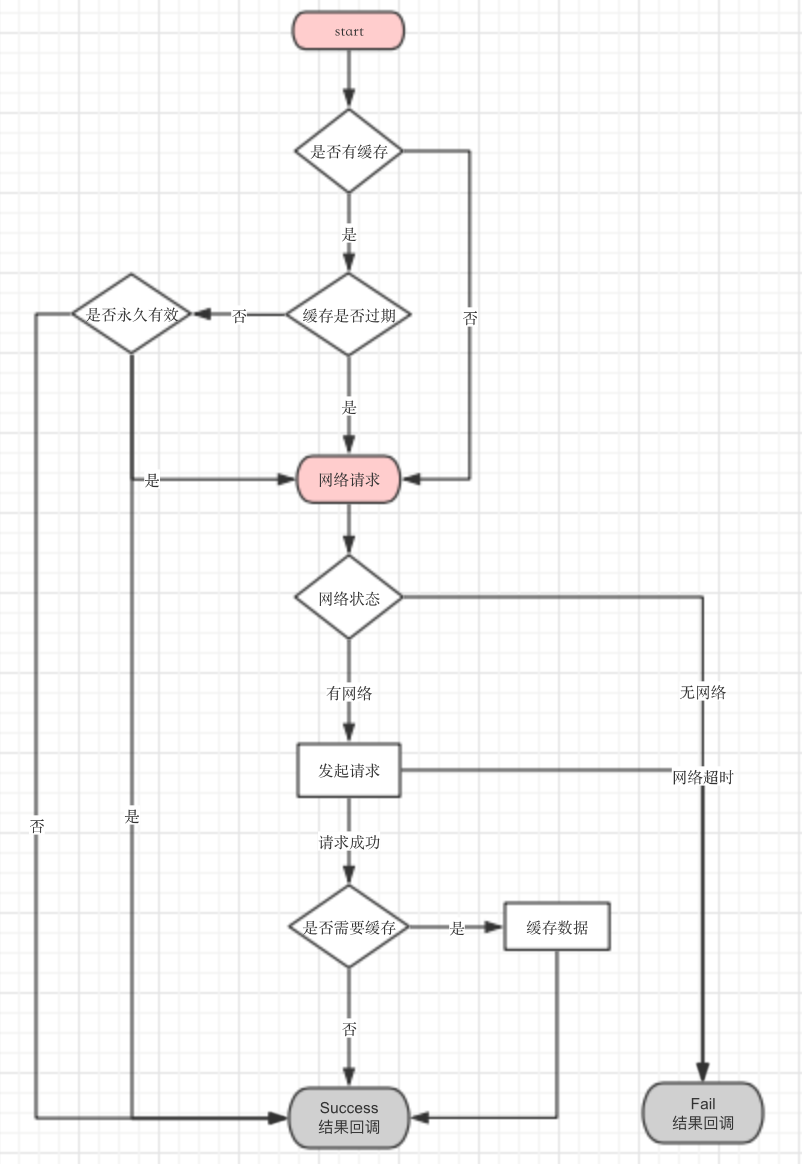 start
是否有缓存
是
是否永久有效
否
缓存是否过期
否
是
是
网络请求
网络状态
有网络
无网络
发起请求
网络超时
是
否
请求成功
是否需要缓存
是
缓存数据
否
Success
结果回调
Fail
结果回调